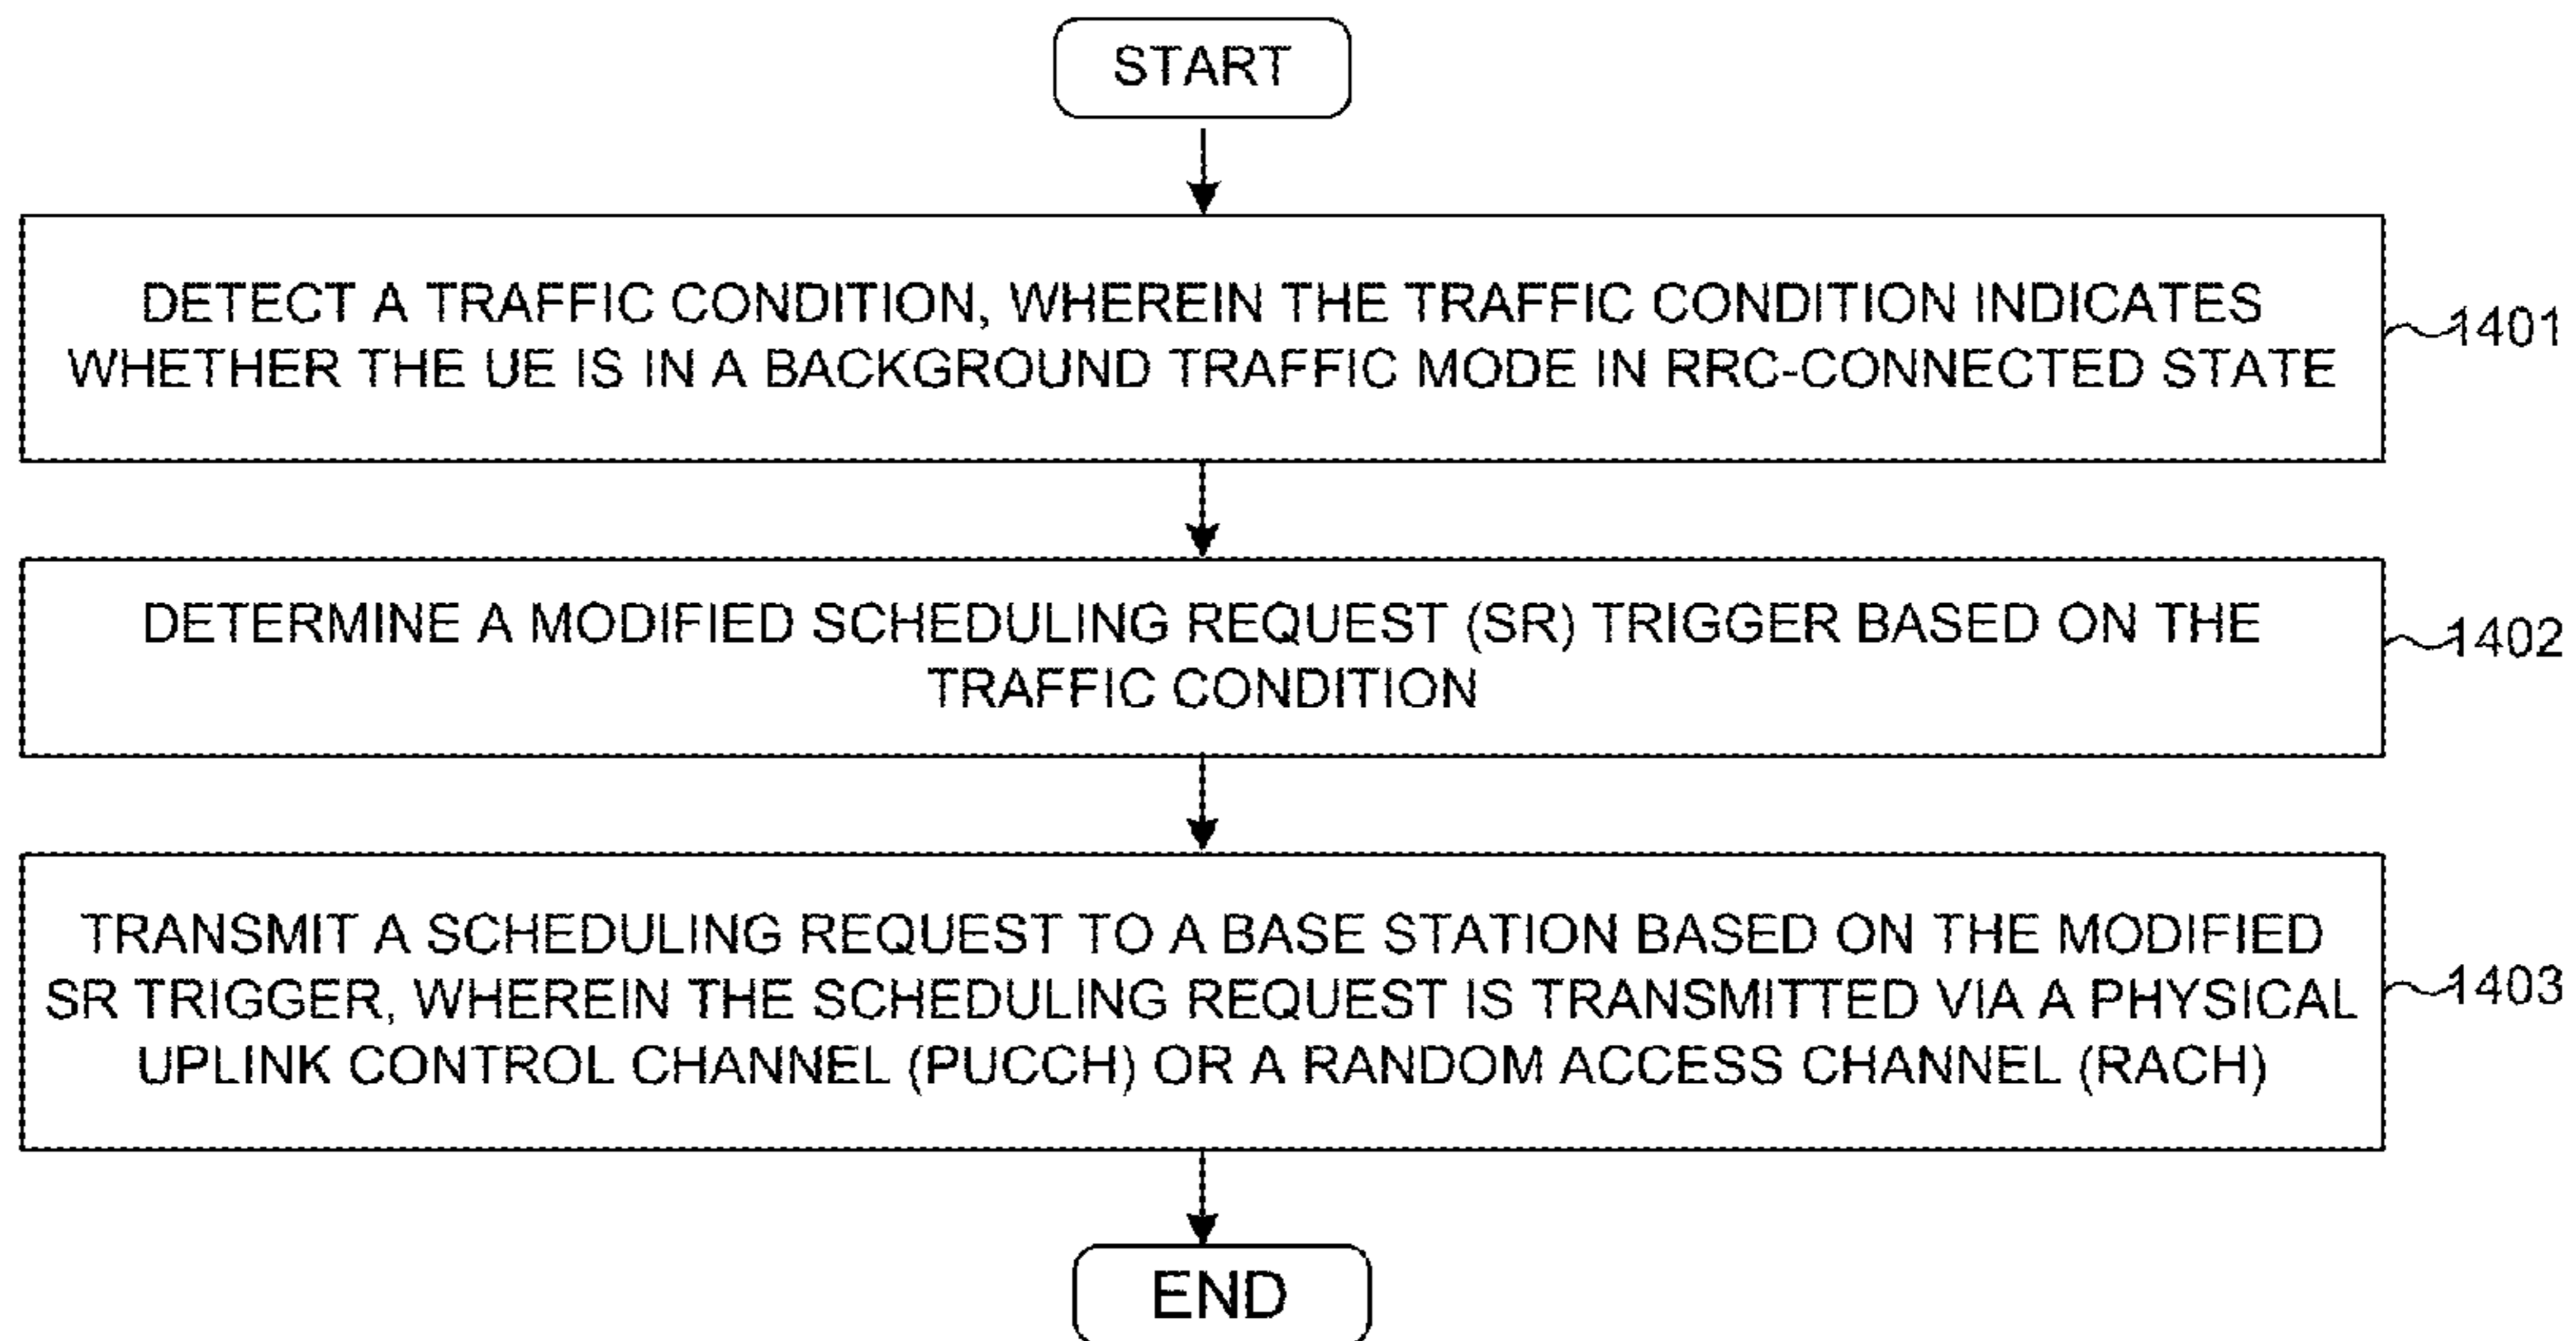 START
DETECT A TRAFFIC CONDITION, WHEREIN THE TRAFFIC CONDITION INDICATES
WHETHER THE UE IS IN A BACKGROUND TRAFFIC MODE IN RRC-CONNECTED STATE
1401
DETERMINE A MODIFIED SCHEDULING REQUEST (SR) TRIGGER BASED ON THE
TRAFFIC CONDITION
1402
TRANSMIT A SCHEDULING REQUEST TO A BASE STATION BASED ON THE MODIFIED
SR TRIGGER, WHEREIN THE SCHEDULING REQUEST IS TRANSMITTED VIA A PHYSICAL
UPLINK CONTROL CHANNEL (PUCCH) OR A RANDOM ACCESS CHANNEL (RACH)
1403
END